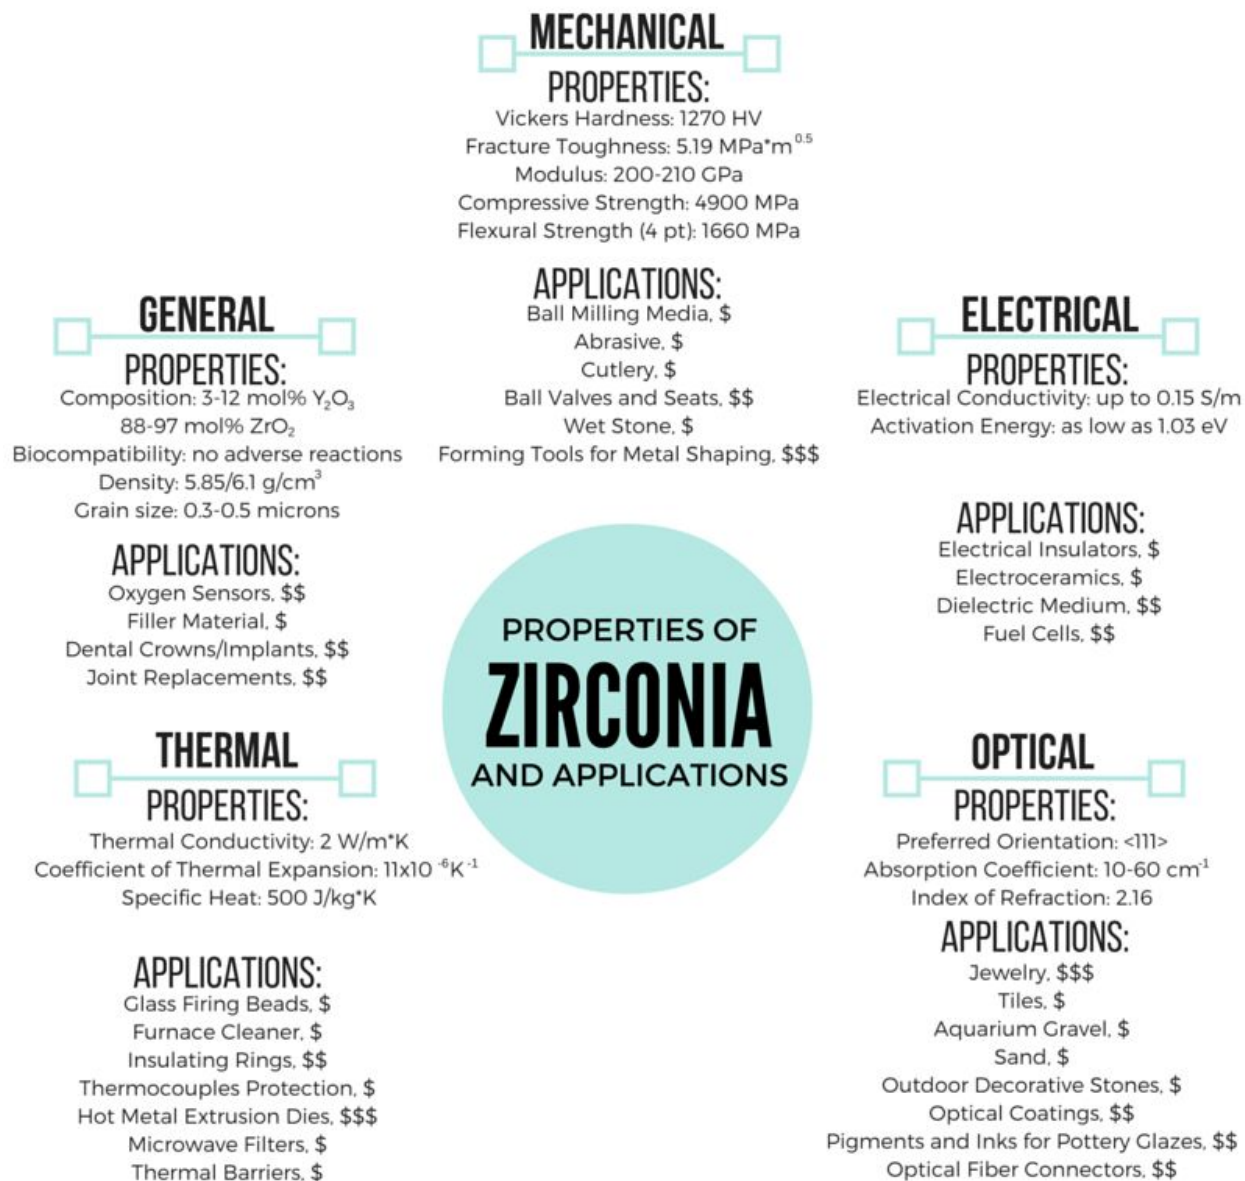 MECHANICAL
PROPERTIES:
Vickers Hardness: 1270 HV
Fracture Toughness: 5.19 MPa*m^0.5
Modulus: 200-210 GPa
Compressive Strength: 4900 MPa
Flexural Strength (4 pt): 1660 MPa
APPLICATIONS:
Ball Milling Media, $
Abrasive, $
Cutlery, $
Ball Valves and Seats, $$
Wet Stone, $
Forming Tools for Metal Shaping, $$$
GENERAL
PROPERTIES:
Composition: 3-12 mol% Y₂O₃
88-97 mol% ZrO₂
Biocompatibility: no adverse reactions
Density: 5.85/6.1 g/cm³
Grain size: 0.3-0.5 microns
APPLICATIONS:
Oxygen Sensors, $$
Filler Material, $
Dental Crowns/Implants, $$
Joint Replacements, $$
ELECTRICAL
PROPERTIES:
Electrical Conductivity: up to 0.15 S/m
Activation Energy: as low as 1.03 eV
APPLICATIONS:
Electrical Insulators, $
Electroceramics, $
Dielectric Medium, $$
Fuel Cells, $$
PROPERTIES OF
ZIRCONIA
AND APPLICATIONS
THERMAL
PROPERTIES:
Thermal Conductivity: 2 W/m*K
Coefficient of Thermal Expansion: 11x10⁻⁶K⁻¹
Specific Heat: 500 J/kg*K
APPLICATIONS:
Glass Firing Beads, $
Furnace Cleaner, $
Insulating Rings, $$
Thermocouples Protection, $
Hot Metal Extrusion Dies, $$$
Microwave Filters, $
Thermal Barriers, $
OPTICAL
PROPERTIES:
Preferred Orientation: <111>
Absorption Coefficient: 10-60 cm⁻¹
Index of Refraction: 2.16
APPLICATIONS:
Jewelry, $$$
Tiles, $
Aquarium Gravel, $
Sand, $
Outdoor Decorative Stones, $
Optical Coatings, $$
Pigments and Inks for Pottery Glazes, $$
Optical Fiber Connectors, $$